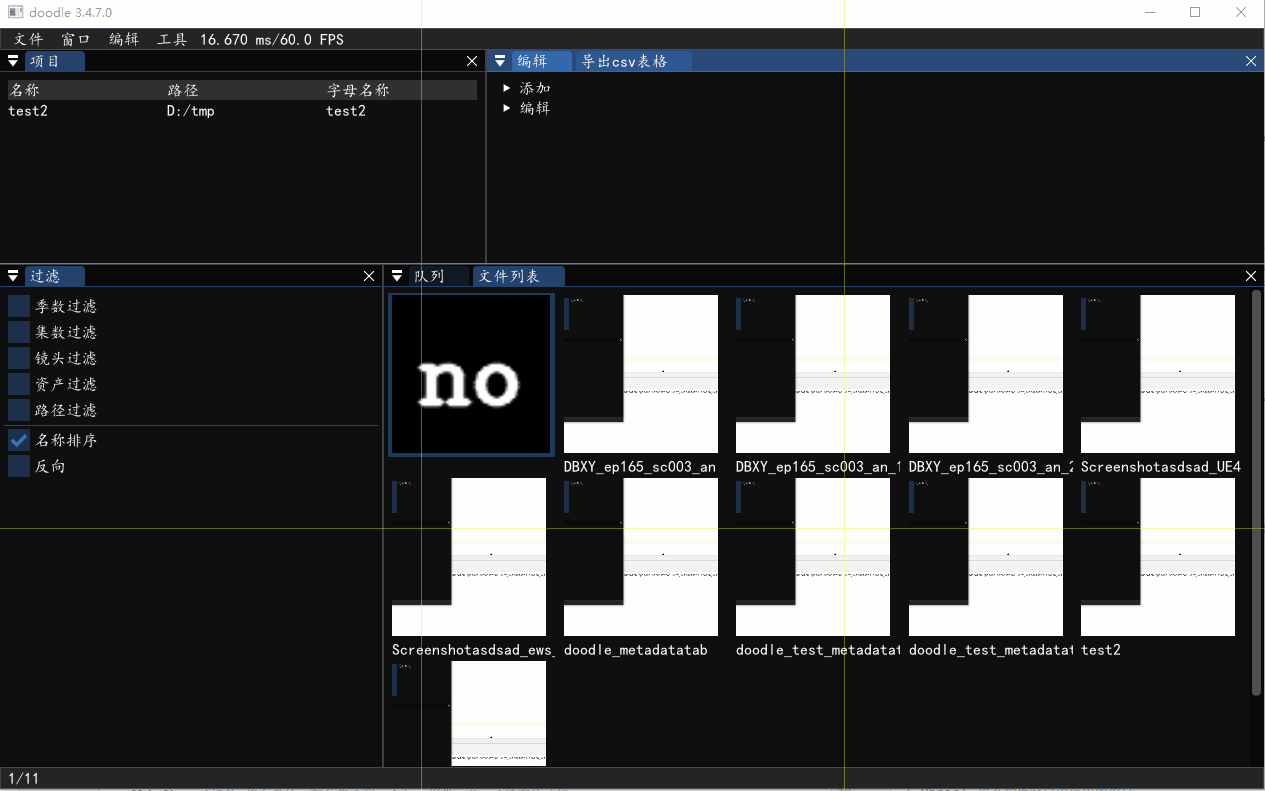 doodle 3.4.7.0
文件 窗口 编辑 工具 16.670 ms/60.0 FPS
项目
名称 路径 字母名称
test2 D:/tmp test2
编辑 导出csv表格
添加
编辑
过滤
季数过滤
集数过滤
镜头过滤
资产过滤
路径过滤
名称排序
反向
队列 文件列表
no
DBXY_ep165_sc003_an DBXY_ep165_sc003_an_1 DBXY_ep165_sc003_an_2 Screenshotasdsad_UE4
Screenshotasdsad_ews_ doodle_metadatatab doodle_test_metadatat doodle_test_metadatat test2
1/11